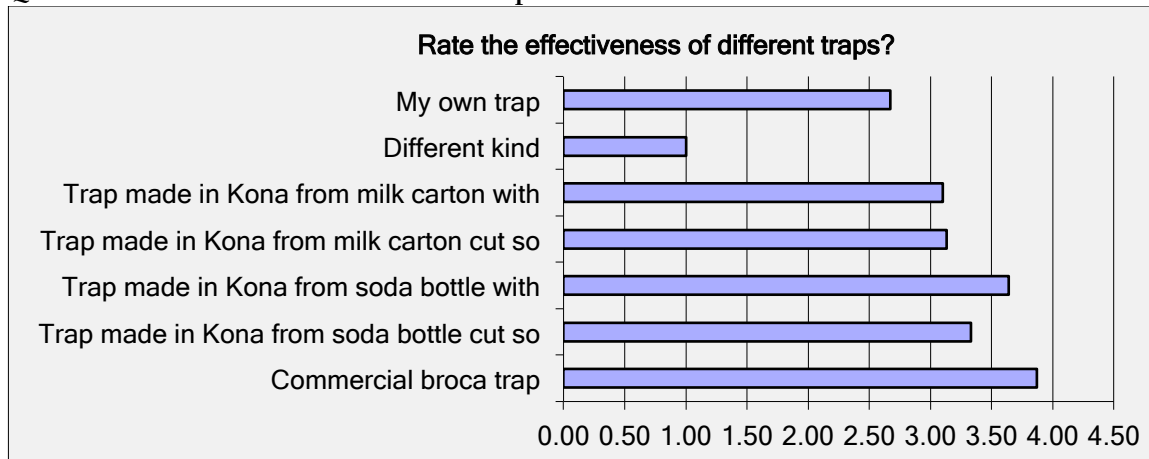 Rate the effectiveness of different traps?
My own trap
Different kind
Trap made in Kona from milk carton with
Trap made in Kona from milk carton cut so
Trap made in Kona from soda bottle with
Trap made in Kona from soda bottle cut so
Commercial broca trap
0.00 0.50 1.00 1.50 2.00 2.50 3.00 3.50 4.00 4.50